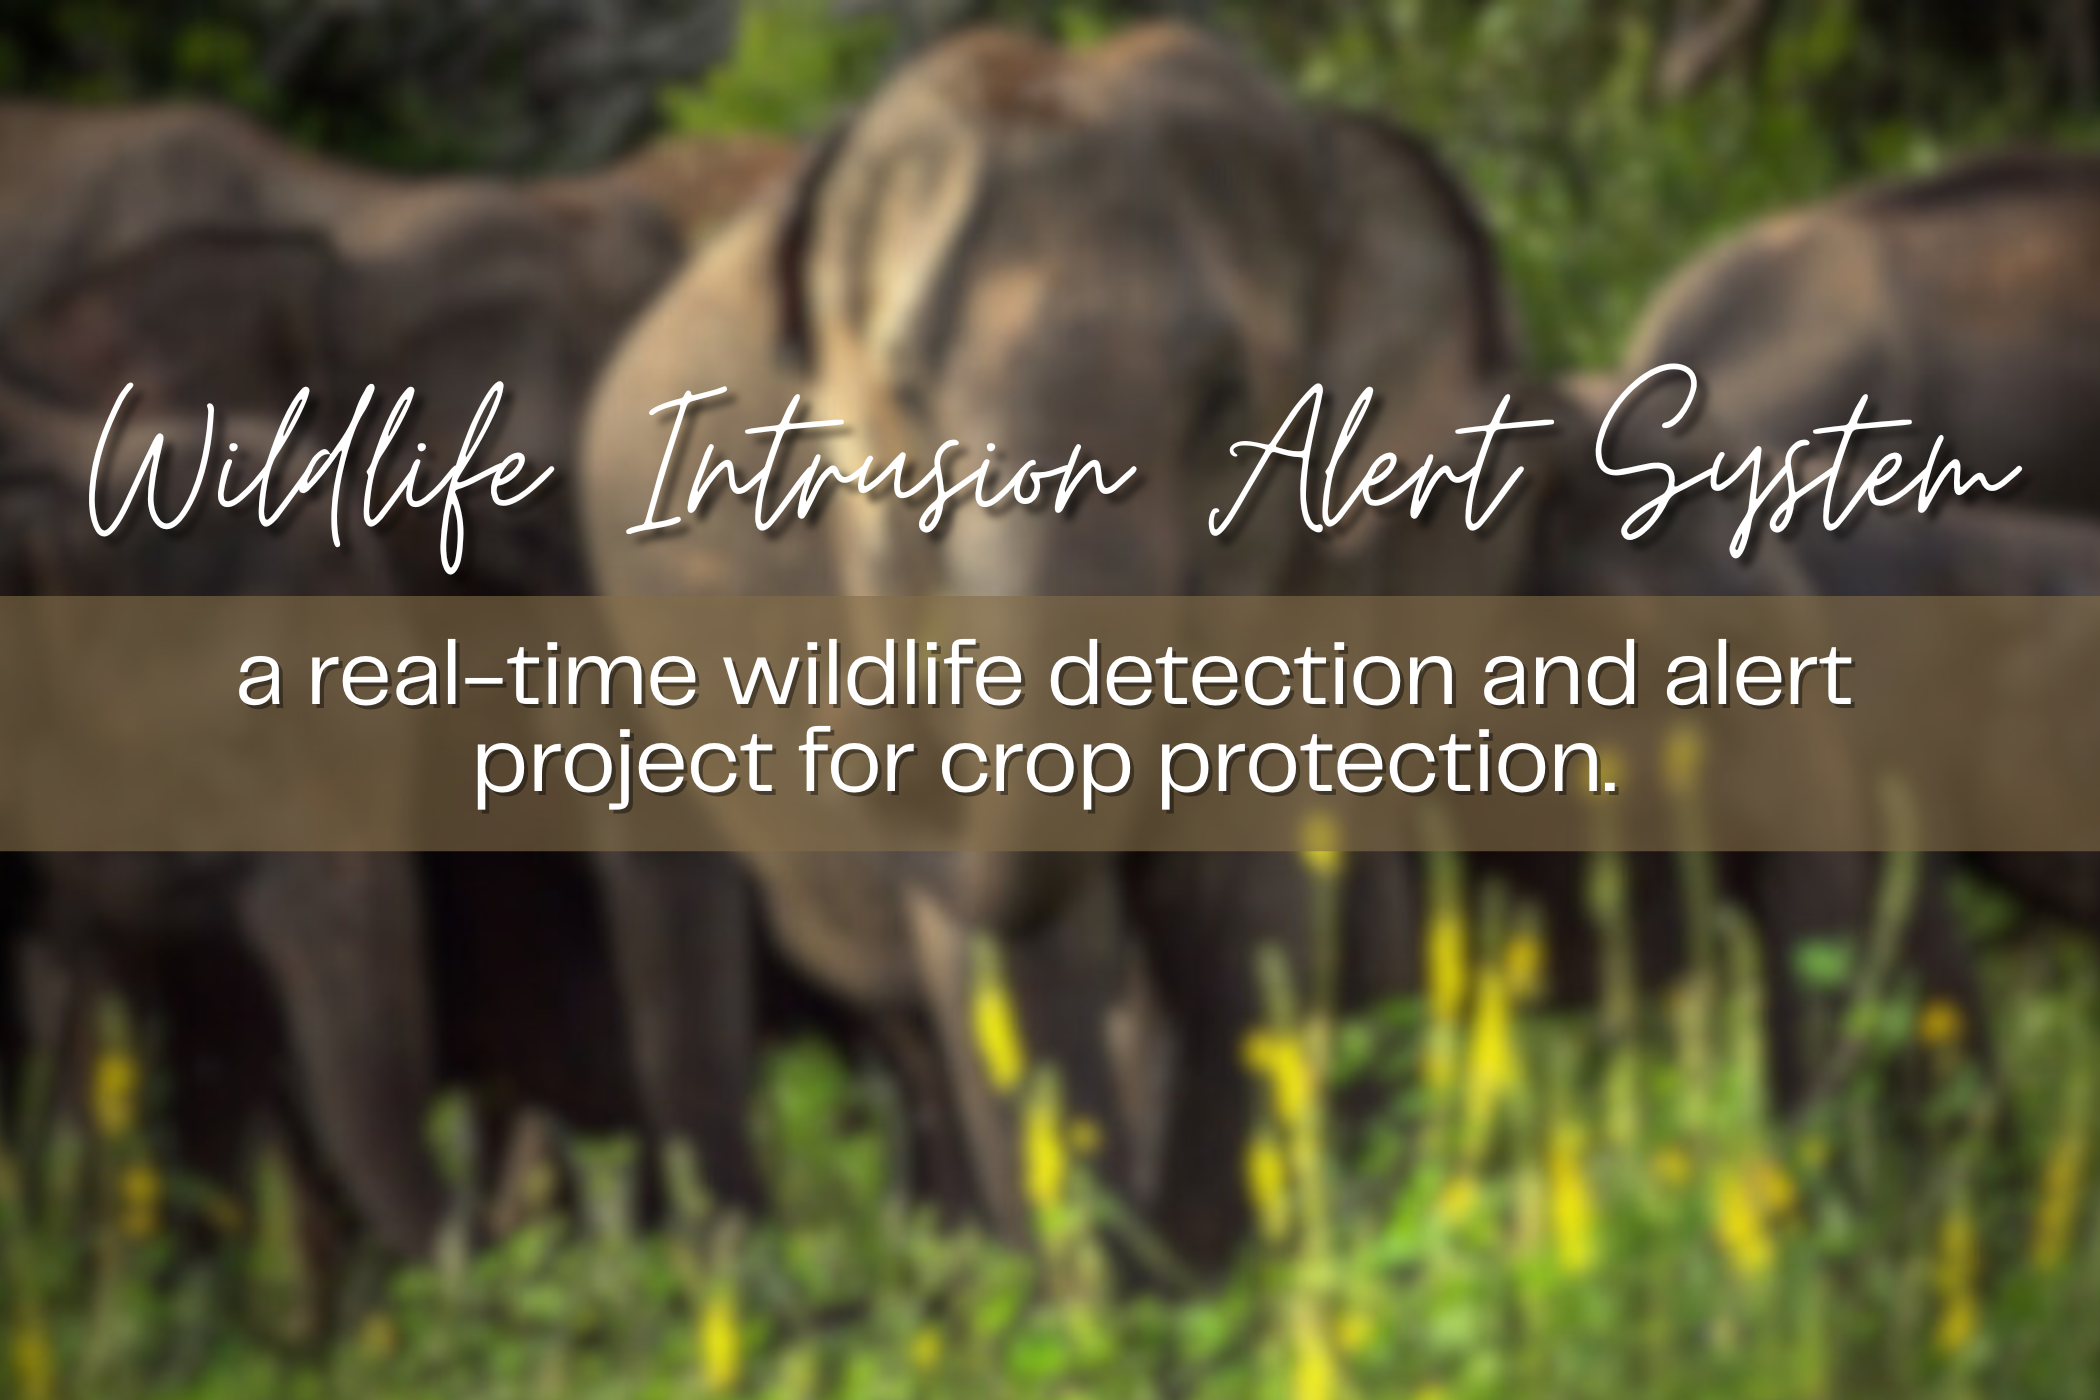 Wildlife Intrusion Alert System
a real-time wildlife detection and alert
project for crop protection.